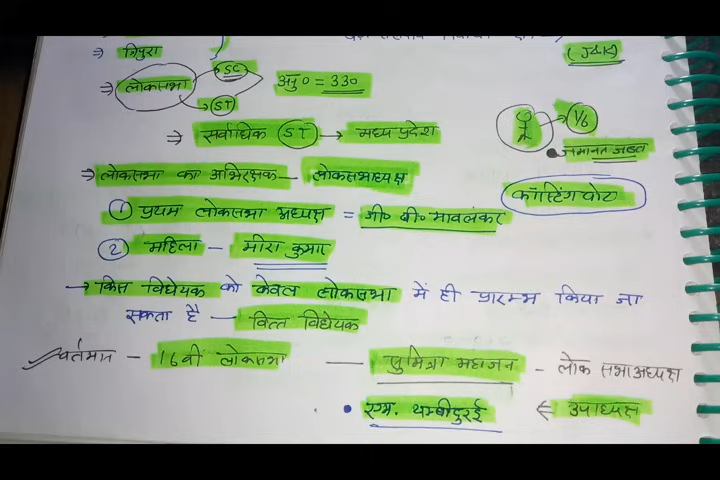 ⇒ त्रिपुरा
(J&K)
⇒ लोकसभा → SC → ST अनु० = 330
⇒ सर्वाधिक ST → मध्य प्रदेश
1/6
जमानत जब्त
⇒ लोकसभा का अभिरक्षक — लोकसभाध्यक्ष
कास्टिंग वोट
① प्रथम लोकसभा अध्यक्ष = जी० वी० मावलंकर
② महिला – मीरा कुमार
→ किस विधेयक को केवल लोकसभा में ही प्रारम्भ किया जा
सकता है — वित्त विधेयक
वर्तमान – 16वी लोकसभा — सुमित्रा महाजन – लोक सभा अध्यक्ष
• एम. थम्बीदुरई ⇐ उपाध्यक्ष